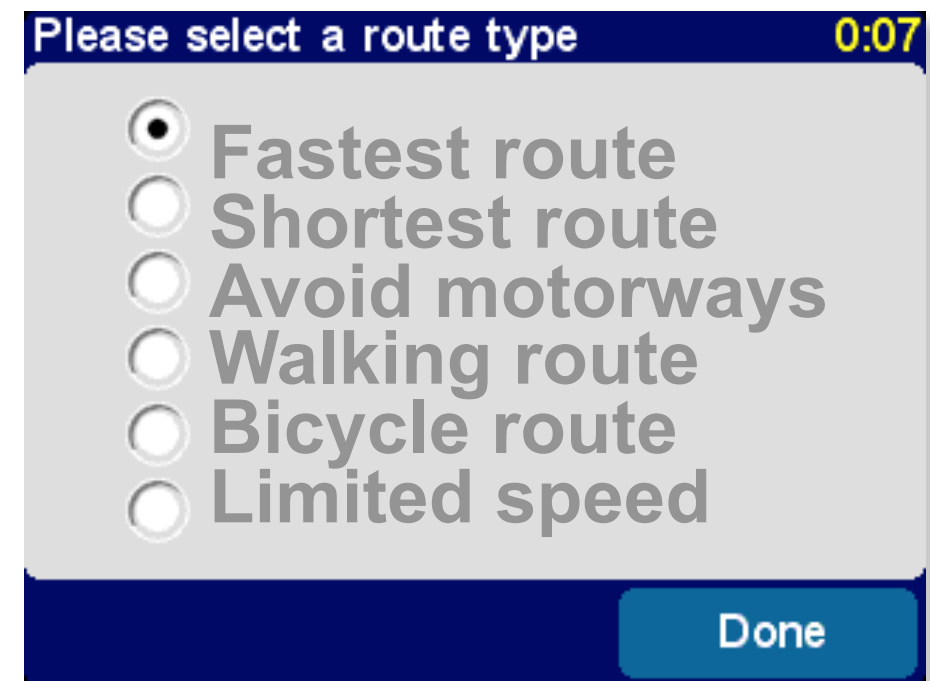 Please select a route type 0:07
Fastest route
Shortest route
Avoid motorways
Walking route
Bicycle route
Limited speed
Done